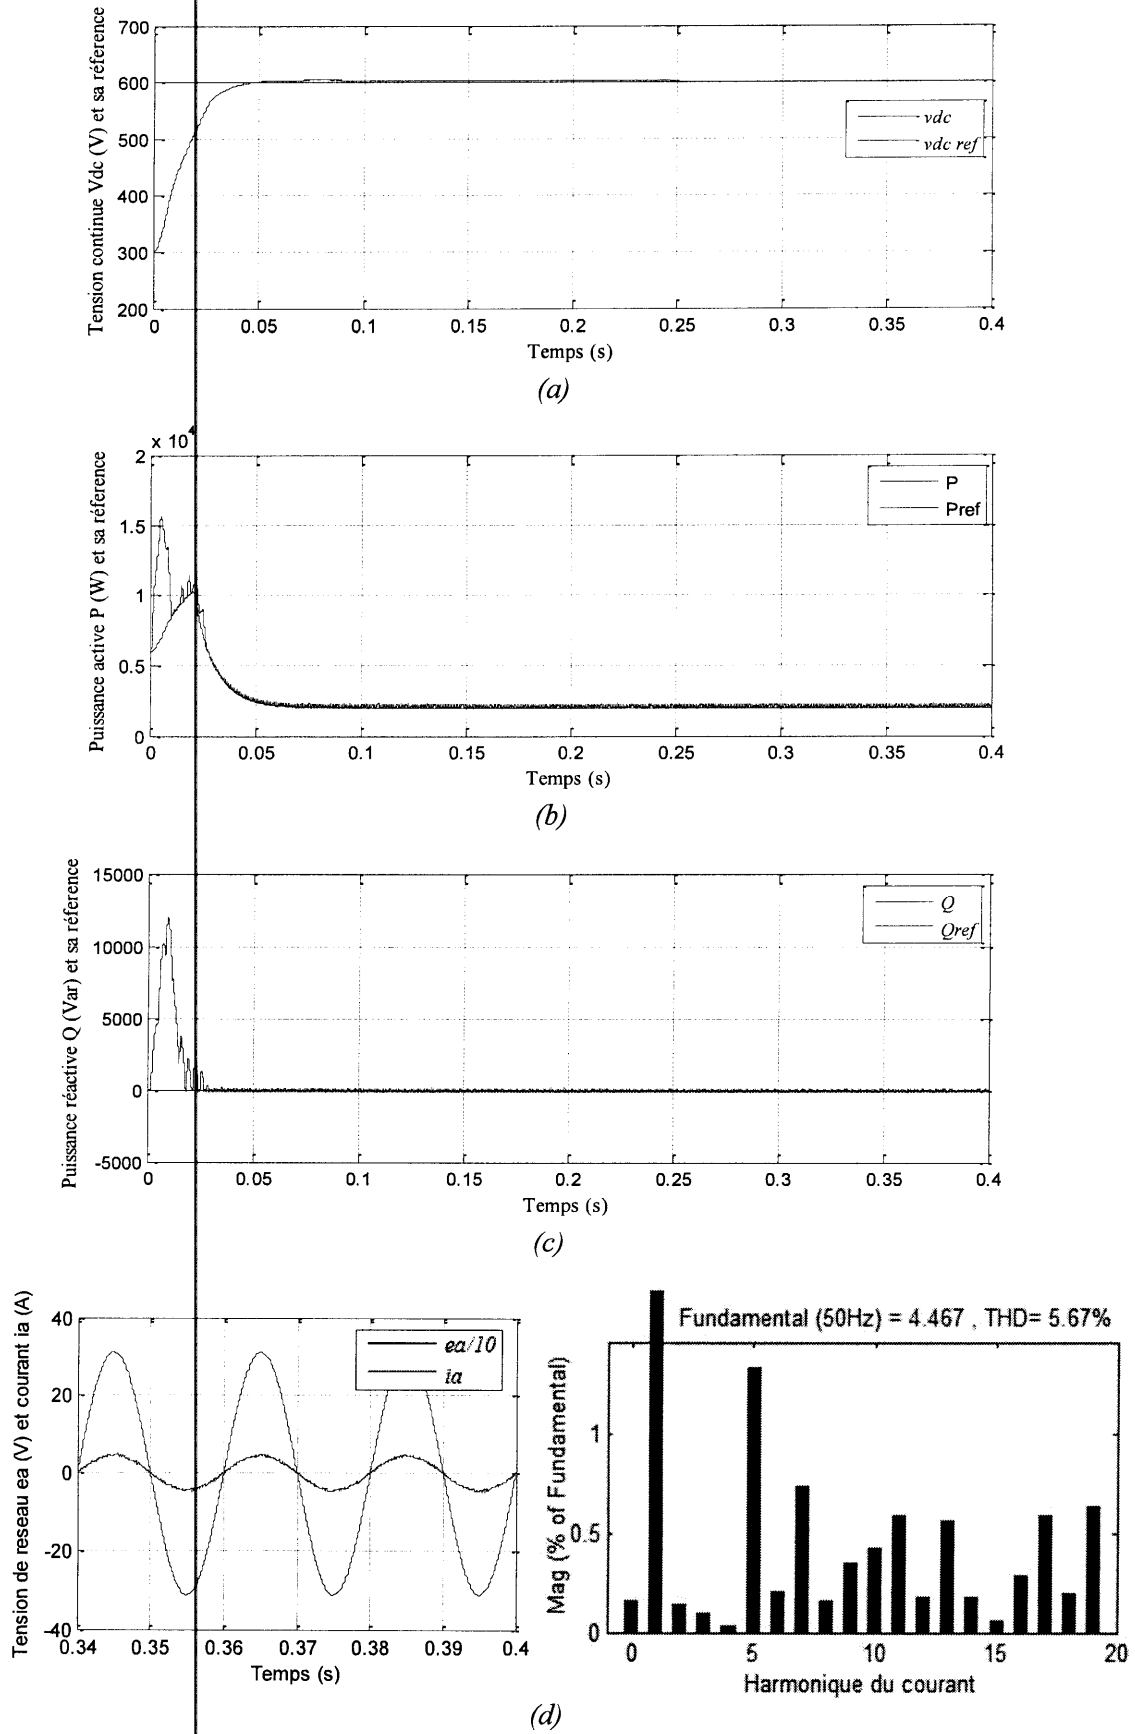 Tension continue Vdc (V) et sa réference
700
600
500
400
300
200
vdc
vdc ref
0 0.05 0.1 0.15 0.2 0.25 0.3 0.35 0.4
Temps (s)
(a)
Puissance active P (W) et sa réference
x 10^4
2
1.5
1
0.5
0
P
Pref
0 0.05 0.1 0.15 0.2 0.25 0.3 0.35 0.4
Temps (s)
(b)
Puissance réactive Q (Var) et sa réference
15000
10000
5000
0
-5000
Q
Qref
0 0.05 0.1 0.15 0.2 0.25 0.3 0.35 0.4
Temps (s)
(c)
Tension de reseau ea (V) et courant ia (A)
40
20
0
-20
-40
ea/10
ia
0.34 0.35 0.36 0.37 0.38 0.39 0.4
Temps (s)
Fundamental (50Hz) = 4.467 , THD= 5.67%
Mag (% of Fundamental)
1
0.5
0
0 5 10 15 20
Harmonique du courant
(d)